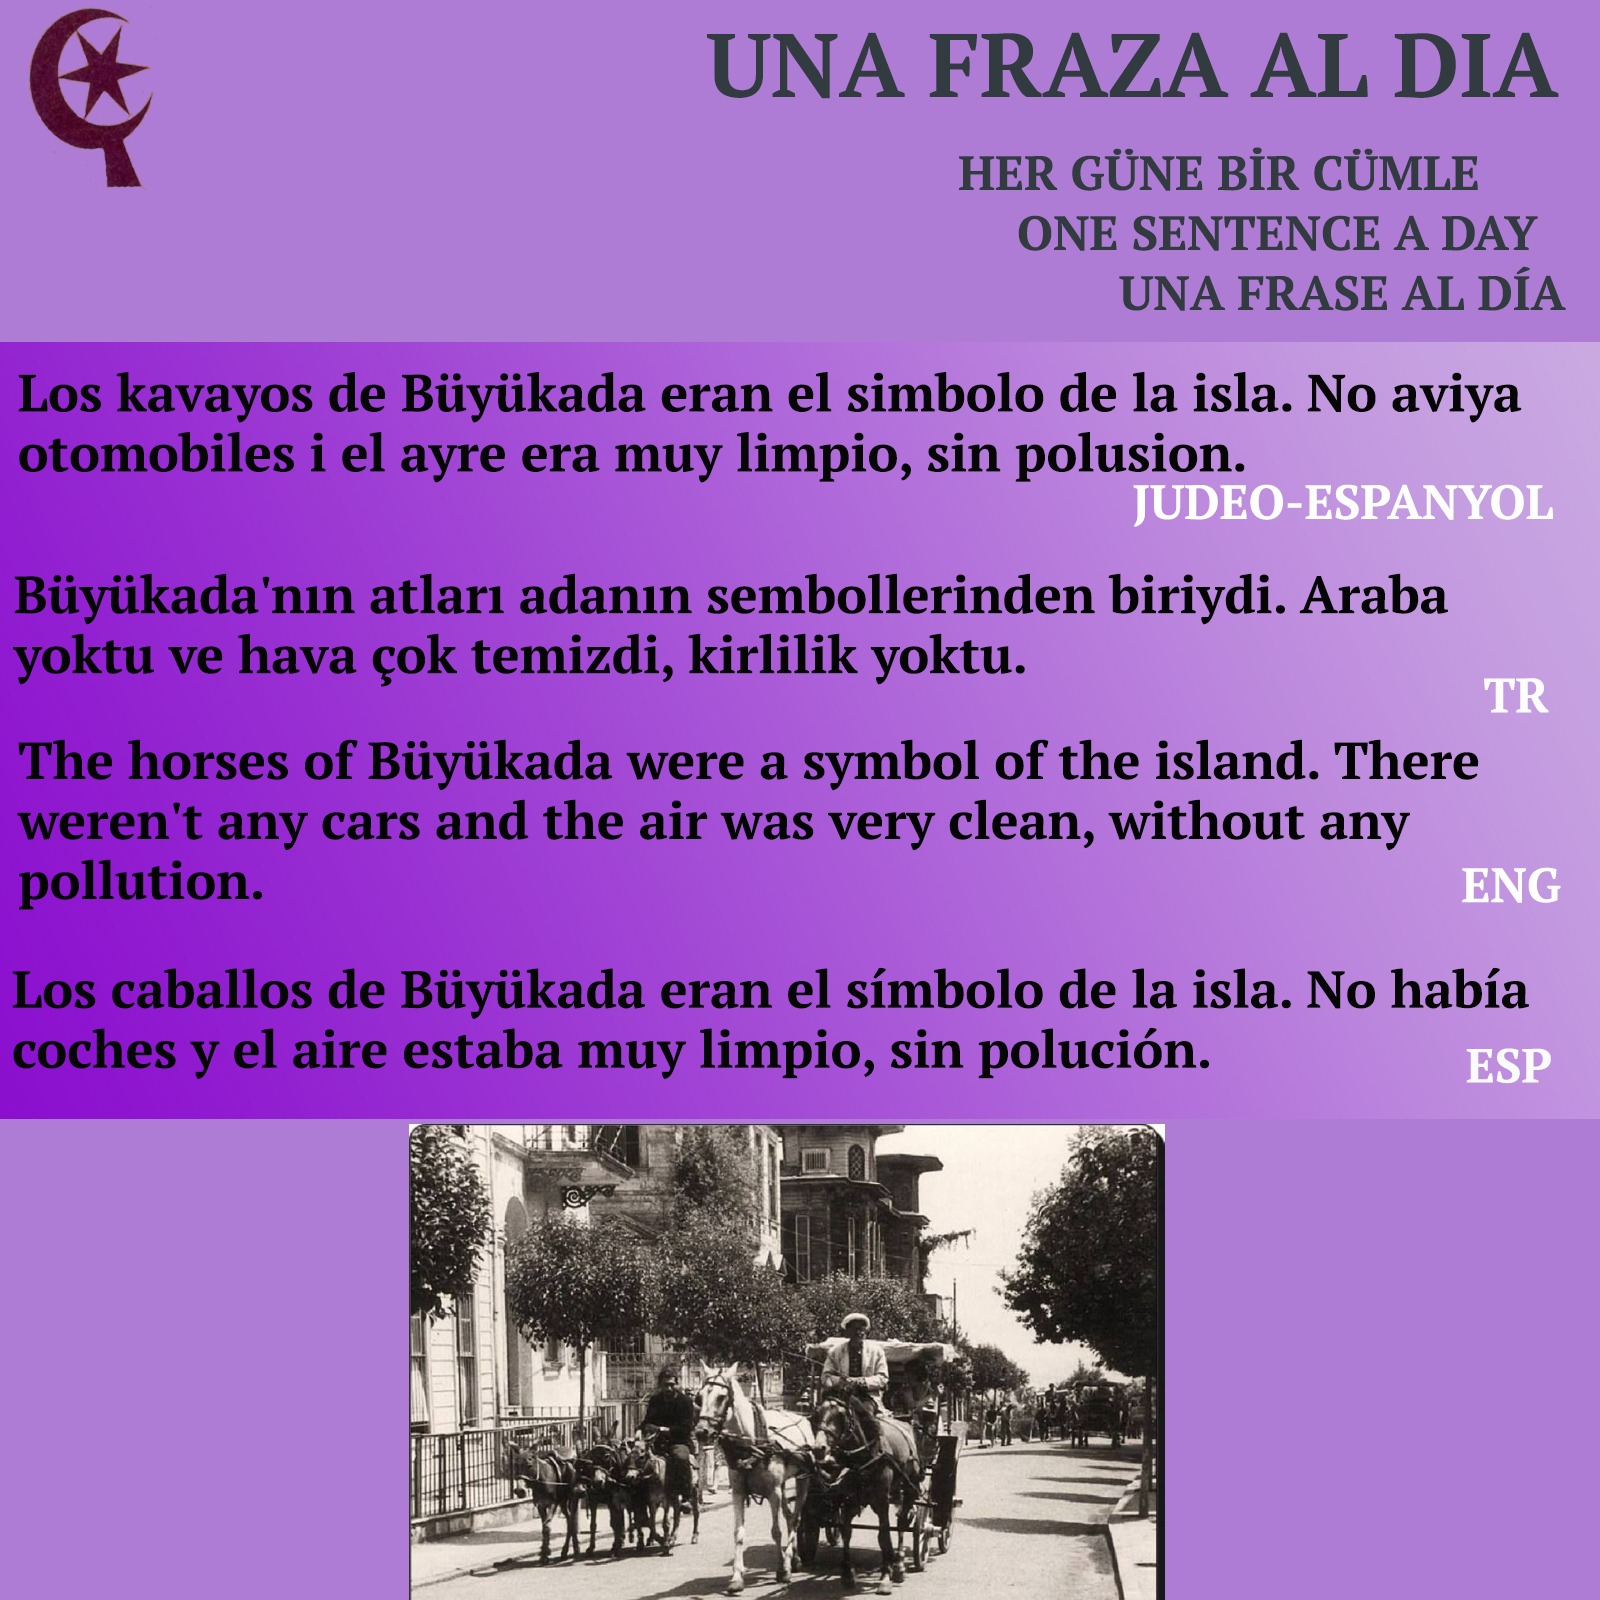 UNA FRAZA AL DIA
HER GÜNE BİR CÜMLE
ONE SENTENCE A DAY
UNA FRASE AL DÍA
Los kavayos de Büyükada eran el simbolo de la isla. No aviya
otomobiles i el ayre era muy limpio, sin polusion.
JUDEO-ESPANYOL
Büyükada'nın atları adanın sembollerinden biriydi. Araba
yoktu ve hava çok temizdi, kirlilik yoktu.
TR
The horses of Büyükada were a symbol of the island. There
weren't any cars and the air was very clean, without any
pollution.
ENG
Los caballos de Büyükada eran el símbolo de la isla. No había
coches y el aire estaba muy limpio, sin polución.
ESP